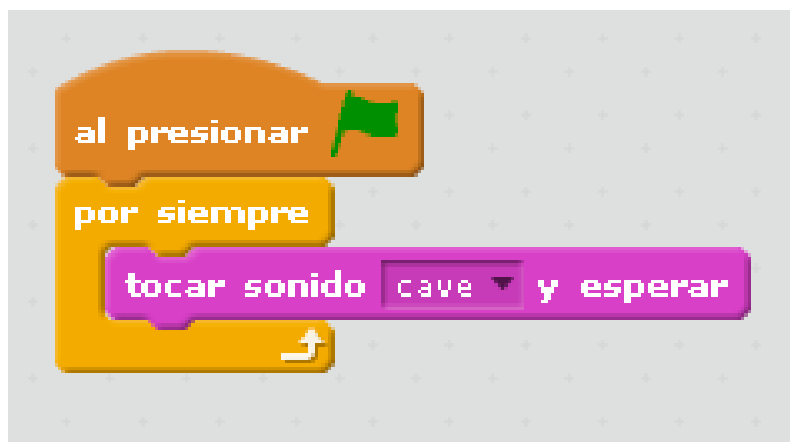 al presionar
por siempre
tocar sonido cave y esperar